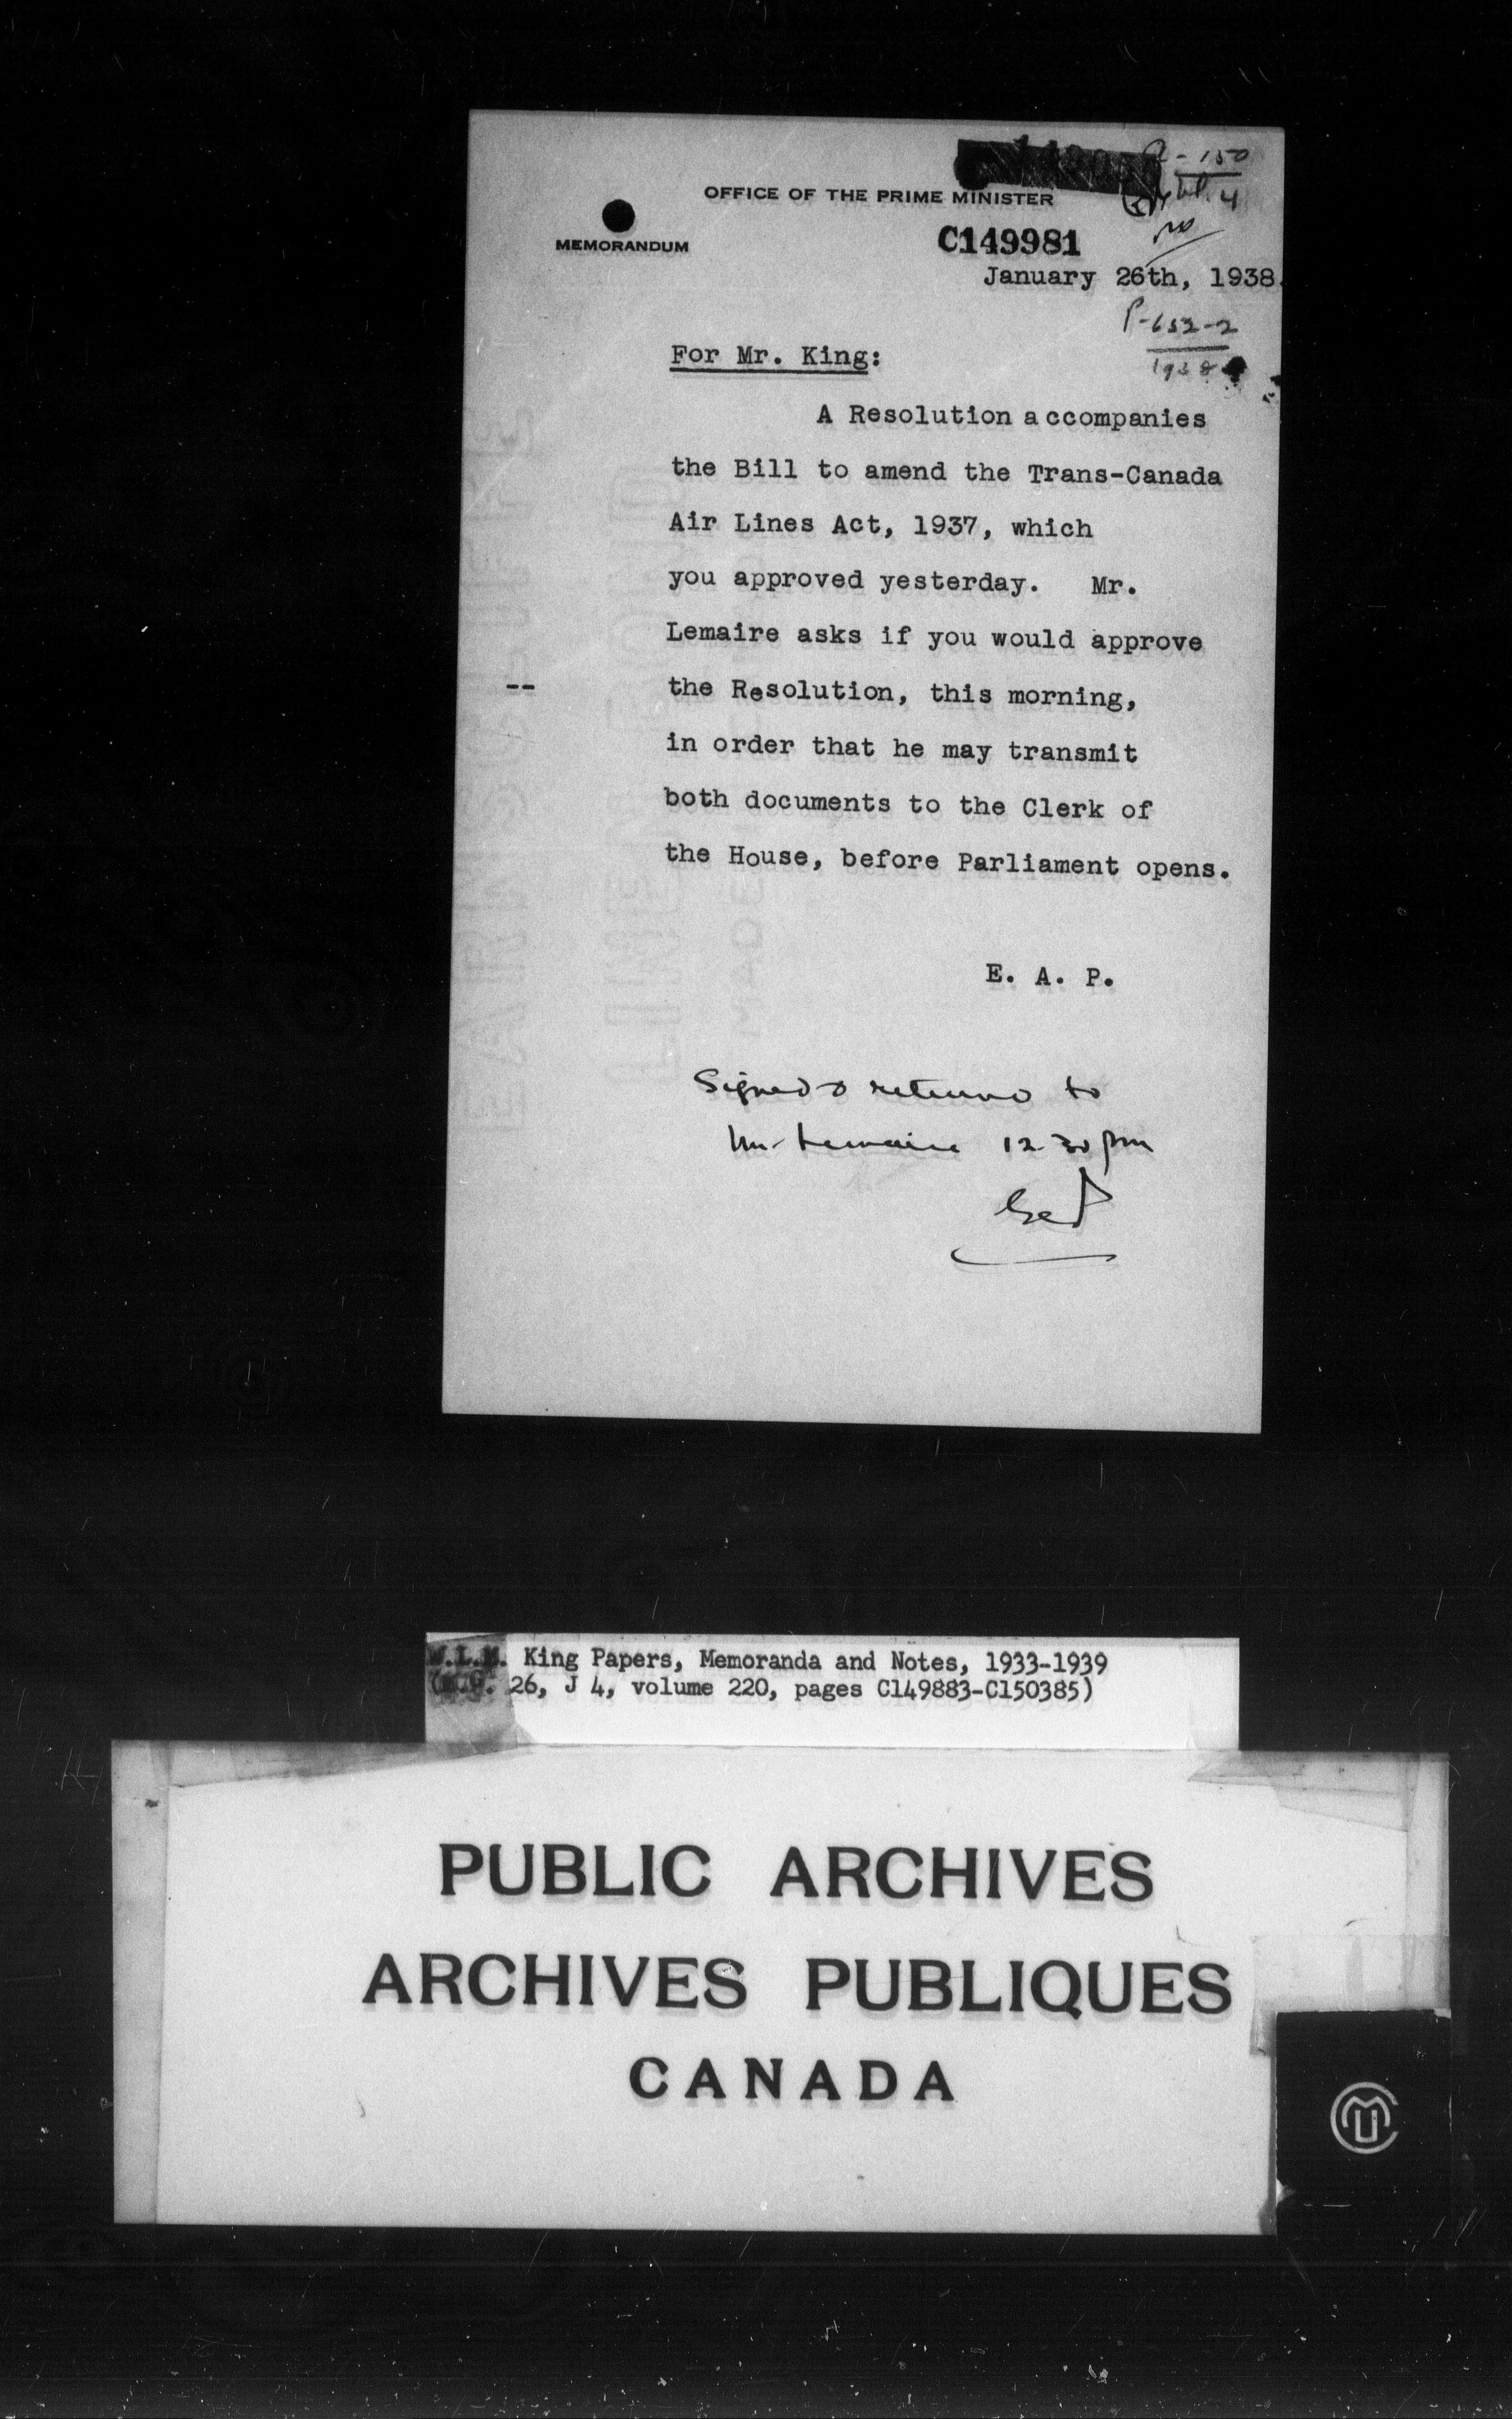 OFFICE OF THE PRIME MINISTER
MEMORANDUM
C149981
January 26th, 1938.
P-652-2
1938
For Mr. King:
A Resolution accompanies
the Bill to amend the Trans-Canada
Air Lines Act, 1937, which
you approved yesterday. Mr.
Lemaire asks if you would approve
--
the Resolution, this morning,
in order that he may transmit
both documents to the Clerk of
the House, before Parliament opens.
E. A. P.
Signed & returned to
Mr. Lemaire 12.30 pm
W.L.M. King Papers, Memoranda and Notes, 1933-1939
(M.G. 26, J 4, volume 220, pages C149883-C150385)
PUBLIC ARCHIVES
ARCHIVES PUBLIQUES
CANADA